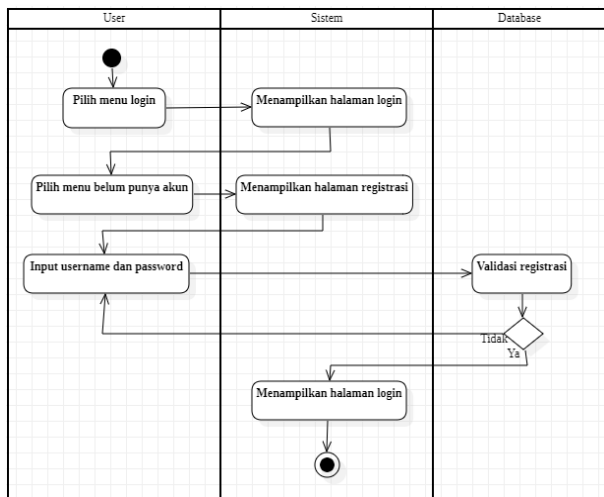 User Sistem Database
Pilih menu login Menampilkan halaman login
Pilih menu belum punya akun Menampilkan halaman registrasi
Input username dan password Validasi registrasi
Tidak
Ya
Menampilkan halaman login